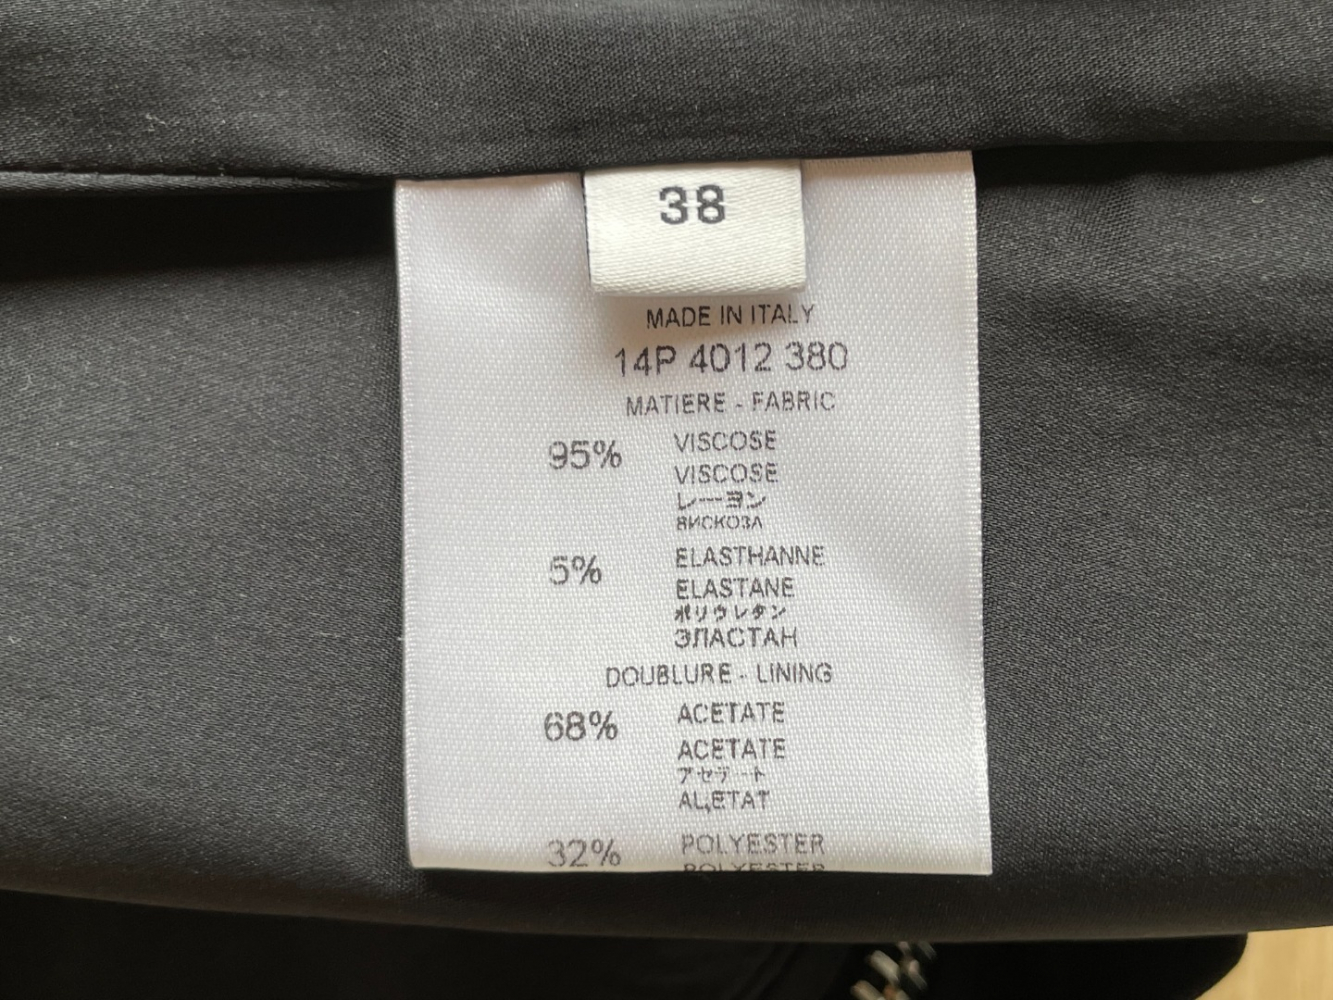 38
MADE IN ITALY
14P 4012 380
MATIERE - FABRIC
95% VISCOSE
VISCOSE
レーヨン
ВИСКОЗА
5% ELASTHANNE
ELASTANE
ポリウレタン
ЭЛАСТАН
DOUBLURE - LINING
68% ACETATE
ACETATE
アセテート
АЦЕТАТ
32% POLYESTER
POLYESTER